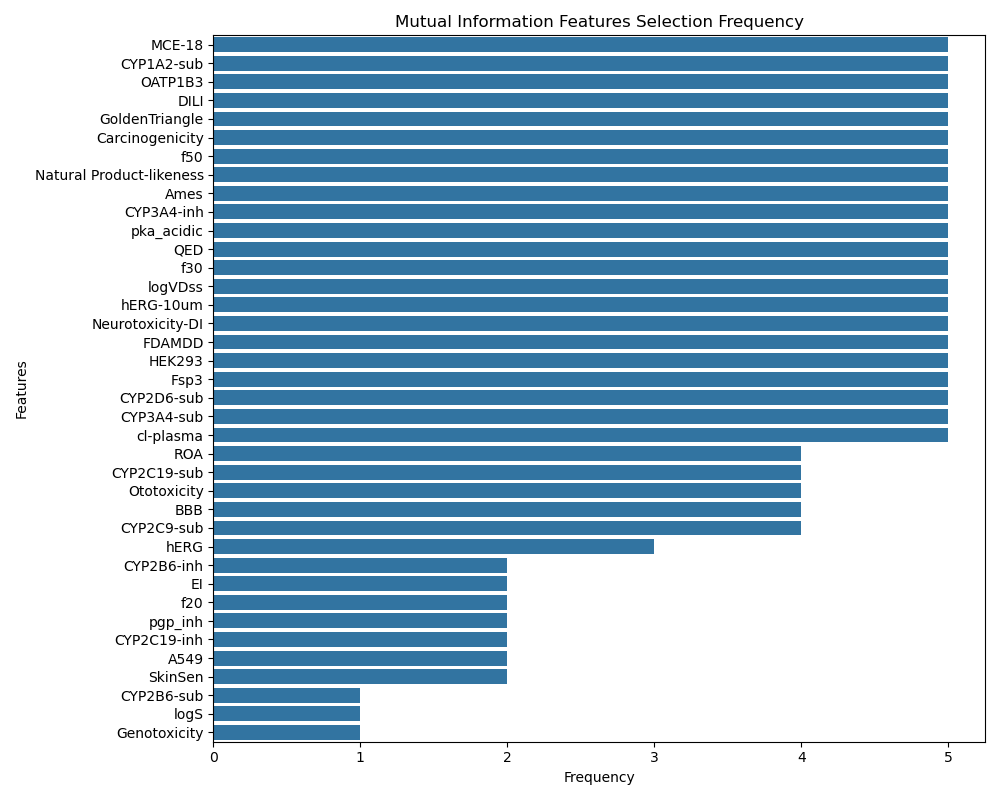 Mutual Information Features Selection Frequency
Features
MCE-18
CYP1A2-sub
OATP1B3
DILI
GoldenTriangle
Carcinogenicity
f50
Natural Product-likeness
Ames
CYP3A4-inh
pka_acidic
QED
f30
logVDss
hERG-10um
Neurotoxicity-DI
FDAMDD
HEK293
Fsp3
CYP2D6-sub
CYP3A4-sub
cl-plasma
ROA
CYP2C19-sub
Ototoxicity
BBB
CYP2C9-sub
hERG
CYP2B6-inh
EI
f20
pgp_inh
CYP2C19-inh
A549
SkinSen
CYP2B6-sub
logS
Genotoxicity
0 1 2 3 4 5
Frequency